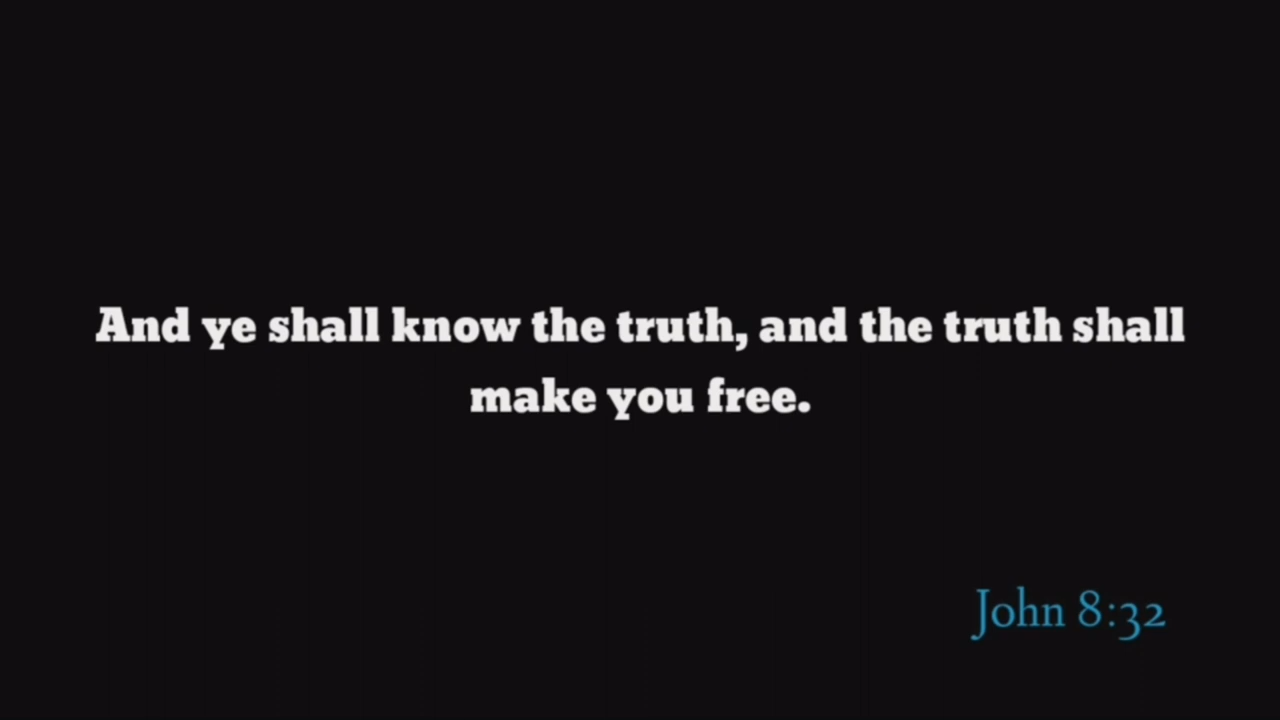 And ye shall know the truth, and the truth shall
make you free.
John 8:32